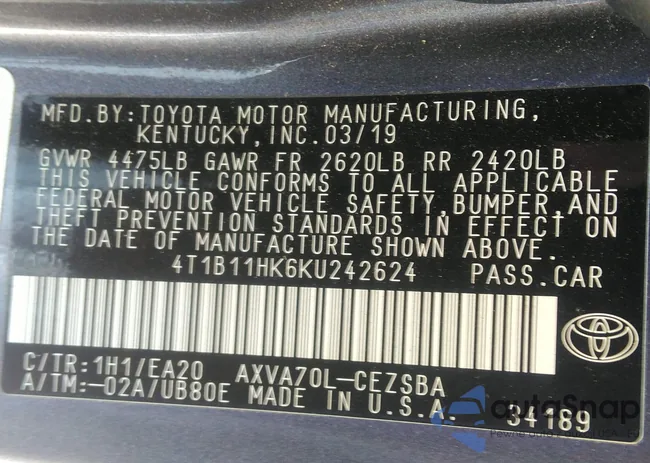 MFD.BY:TOYOTA MOTOR MANUFACTURING,
KENTUCKY,INC.03/19
GVWR 4475LB GAWR FR 2620LB RR 2420LB
THIS VEHICLE CONFORMS TO ALL APPLICABLE
FEDERAL MOTOR VEHICLE SAFETY,BUMPER,AND
THEFT PREVENTION STANDARDS IN EFFECT ON
THE DATE OF MANUFACTURE SHOWN ABOVE.
4T1B11HK6KU242624 PASS.CAR
C/TR:1H1/EA20 AXVA70L-CEZSBA
A/TM:-02A/UB80E MADE IN U.S.A. 34189
autoSnap